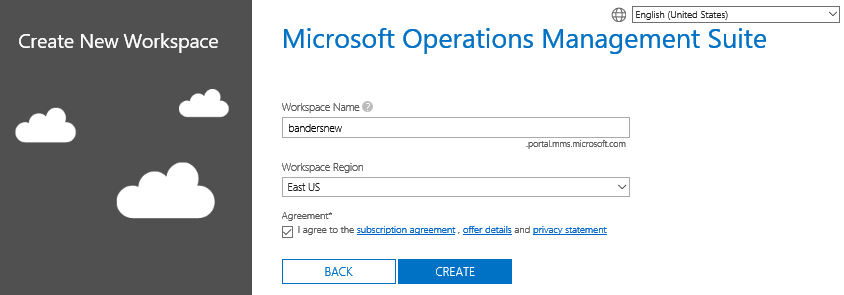 Create New Workspace
English (United States)
Microsoft Operations Management Suite
Workspace Name ?
bandersnew
.portal.mms.microsoft.com
Workspace Region
East US
Agreement*
I agree to the subscription agreement , offer details and privacy statement
BACK
CREATE